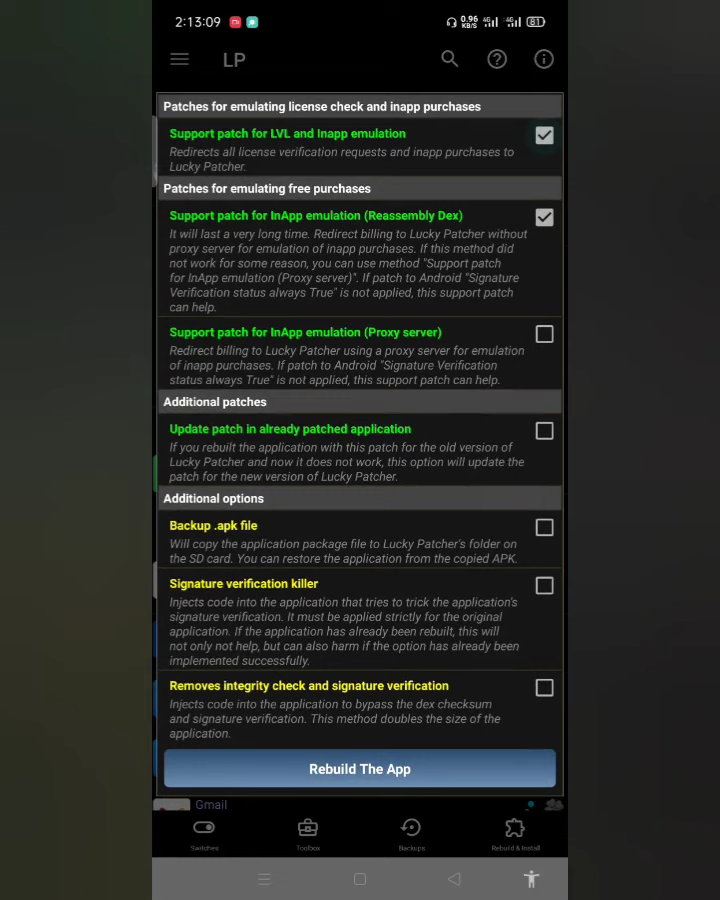 2:13:09
0.96
KB/S
4G
4G
81
LP
Patches for emulating license check and inapp purchases
Support patch for LVL and Inapp emulation
Redirects all license verification requests and inapp purchases to
Lucky Patcher.
Patches for emulating free purchases
Support patch for InApp emulation (Reassembly Dex)
It will last a very long time. Redirect billing to Lucky Patcher without
proxy server for emulation of inapp purchases. If this method did
not work for some reason, you can use method "Support patch
for InApp emulation (Proxy server)". If patch to Android "Signature
Verification status always True" is not applied, this support patch
can help.
Support patch for InApp emulation (Proxy server)
Redirect billing to Lucky Patcher using a proxy server for emulation
of inapp purchases. If patch to Android "Signature Verification
status always True" is not applied, this support patch can help.
Additional patches
Update patch in already patched application
If you rebuilt the application with this patch for the old version of
Lucky Patcher and now it does not work, this option will update the
patch for the new version of Lucky Patcher.
Additional options
Backup .apk file
Will copy the application package file to Lucky Patcher's folder on
the SD card. You can restore the application from the copied APK.
Signature verification killer
Injects code into the application that tries to trick the application's
signature verification. It must be applied strictly for the original
application. If the application has already been rebuilt, this will
not only not help, but can also harm if the option has already been
implemented successfully.
Removes integrity check and signature verification
Injects code into the application to bypass the dex checksum
and signature verification. This method doubles the size of the
application.
Rebuild The App
Gmail
Switches
Toolbox
Backups
Rebuild & Install